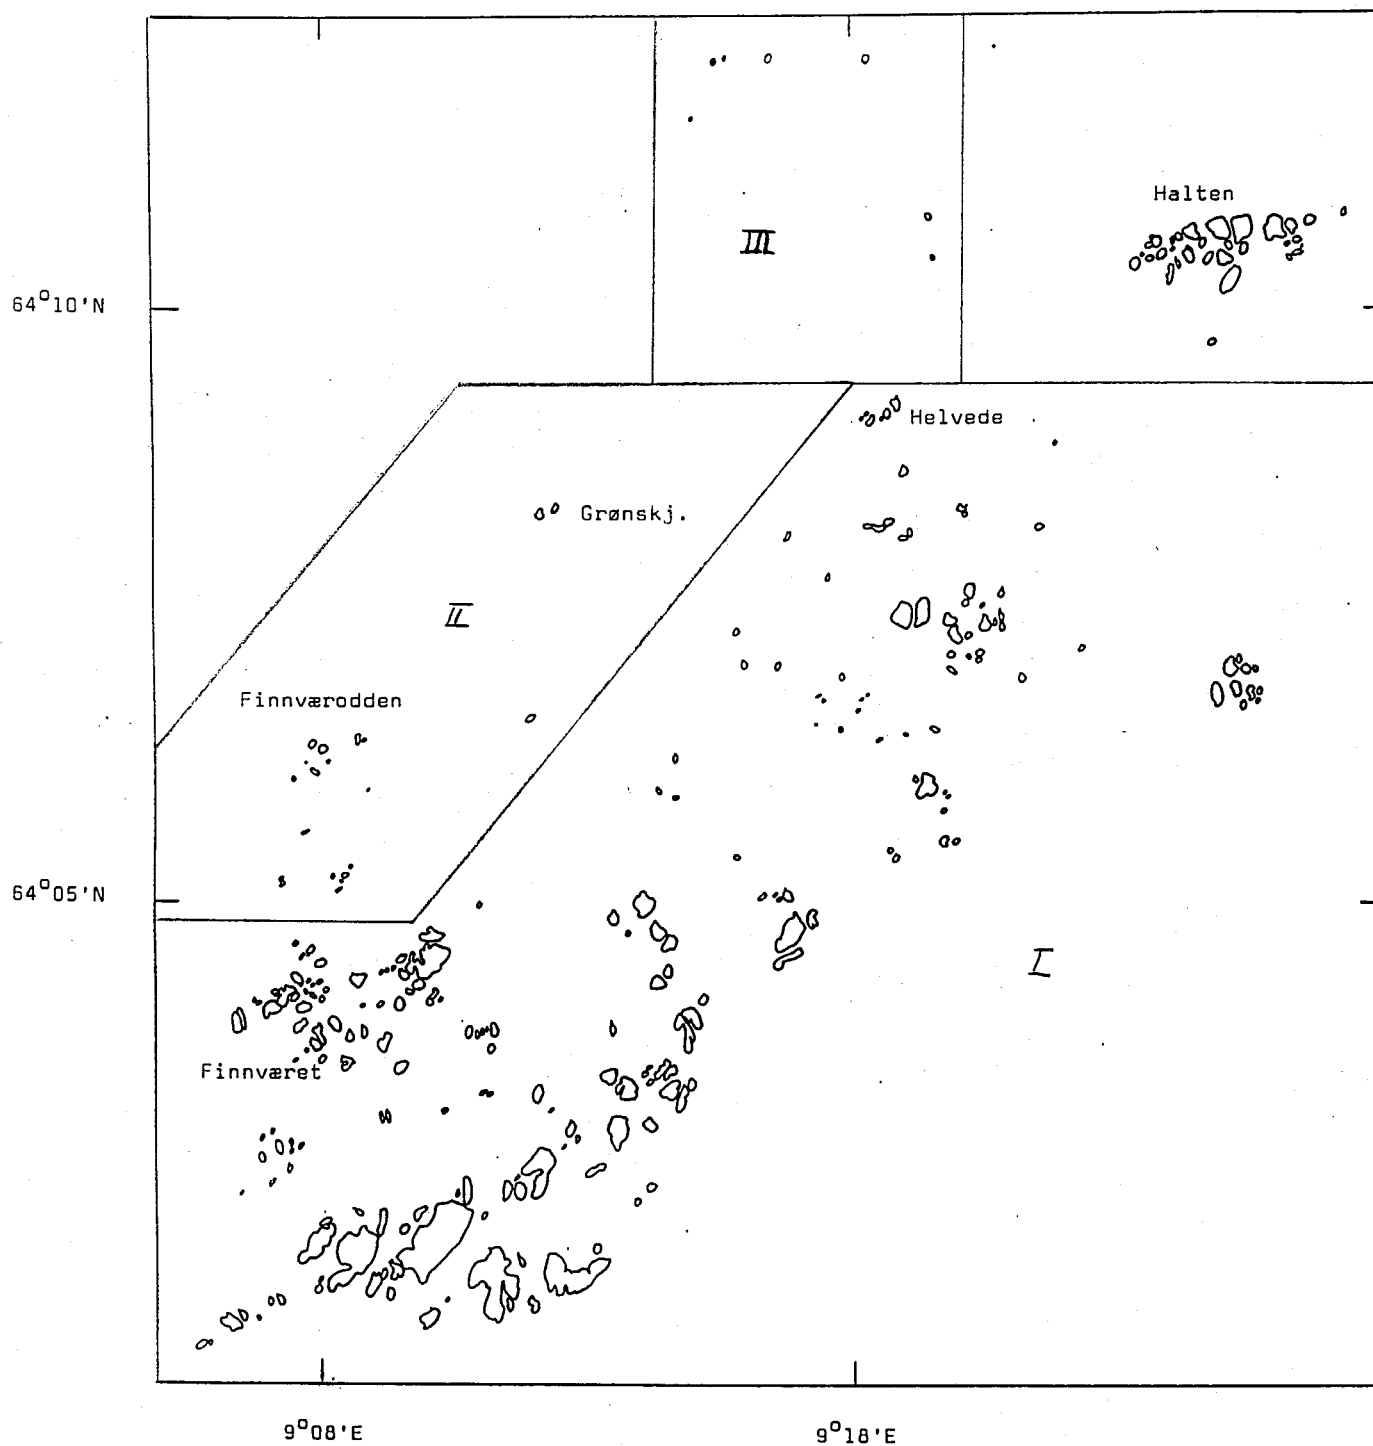 Halten
III
64°10'N
Helvede
Grønskj.
II
Finnværodden
64°05'N
I
Finnværet
9°08'E
9°18'E